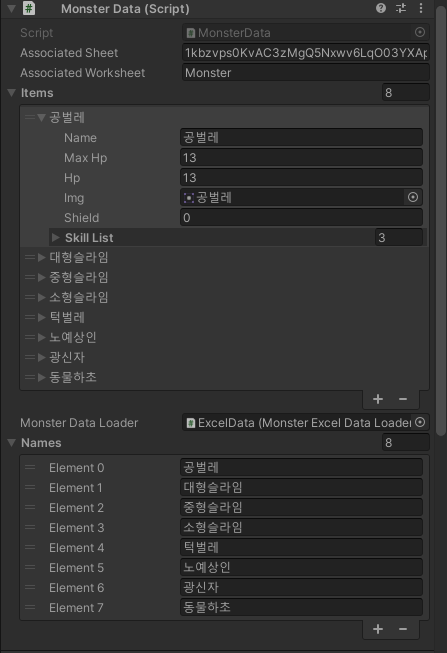 Monster Data (Script)
Script MonsterData
Associated Sheet 1kbzvps0KvAC3zMgQ5Nxwv6LqO03YXAp
Associated Worksheet Monster
Items 8
공벌레
Name 공벌레
Max Hp 13
Hp 13
Img 공벌레
Shield 0
Skill List 3
대형슬라임
중형슬라임
소형슬라임
턱벌레
노예상인
광신자
동물하초
Monster Data Loader ExcelData (Monster Excel Data Loader
Names 8
Element 0 공벌레
Element 1 대형슬라임
Element 2 중형슬라임
Element 3 소형슬라임
Element 4 턱벌레
Element 5 노예상인
Element 6 광신자
Element 7 동물하초